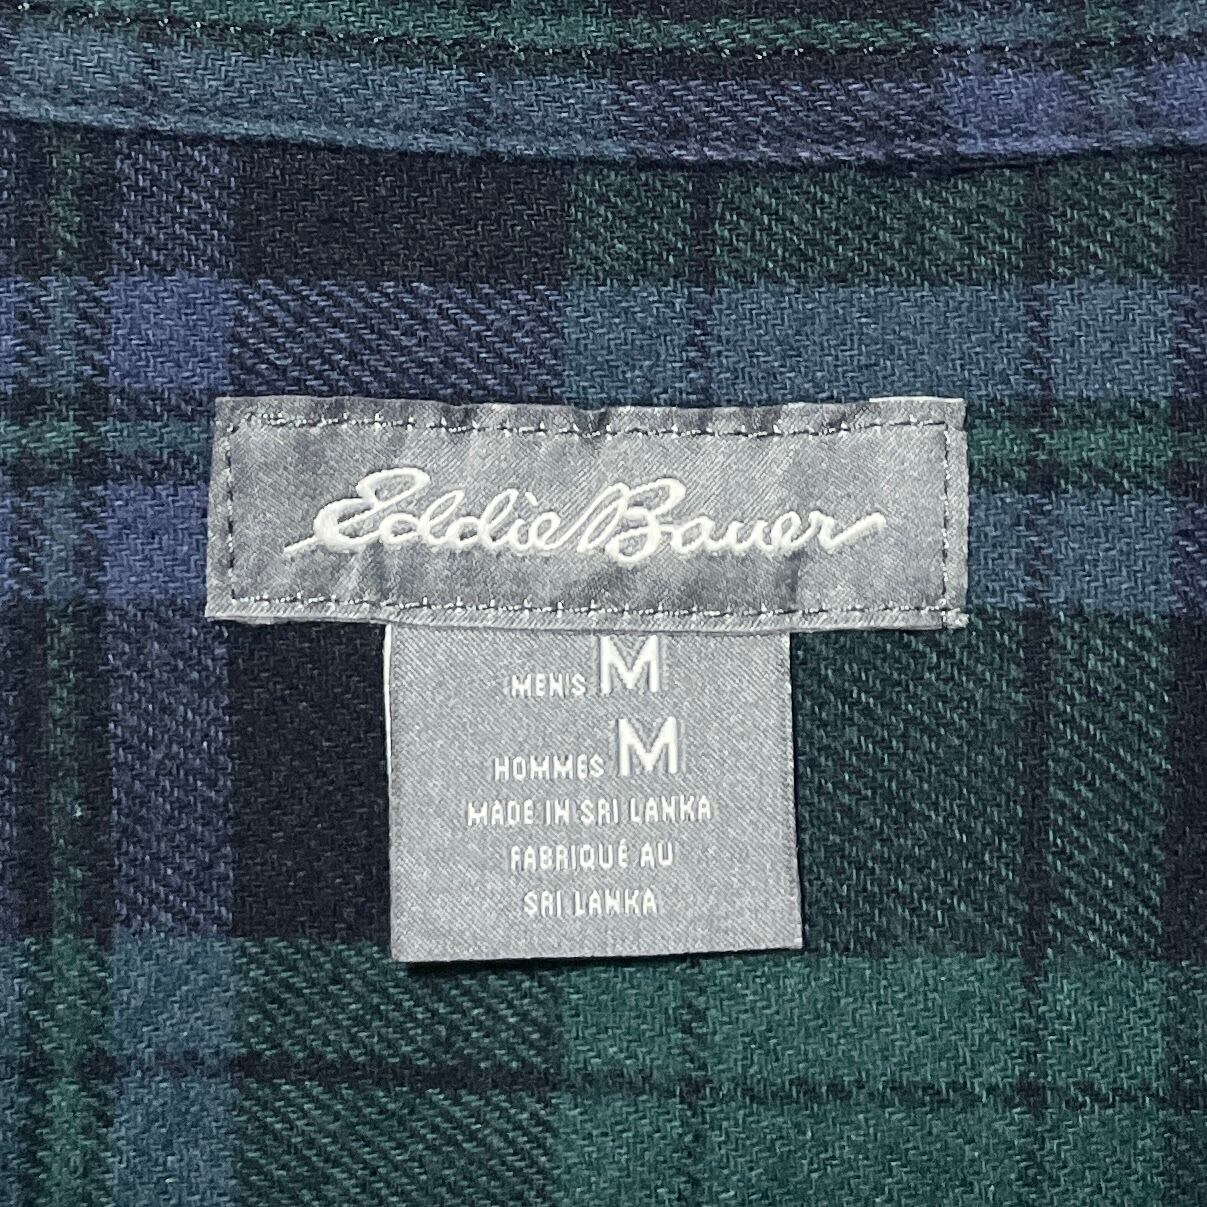 Eddie Bauer
MEN'S M
HOMMES M
MADE IN SRI LANKA
FABRIQUÉ AU
SRI LANKA